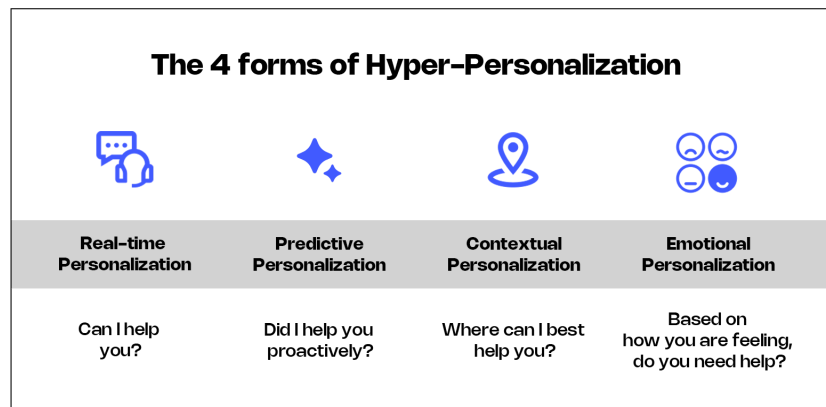 The 4 forms of Hyper-Personalization
Real-time
Personalization
Predictive
Personalization
Contextual
Personalization
Emotional
Personalization
Can I help
you?
Did I help you
proactively?
Where can I best
help you?
Based on
how you are feeling,
do you need help?